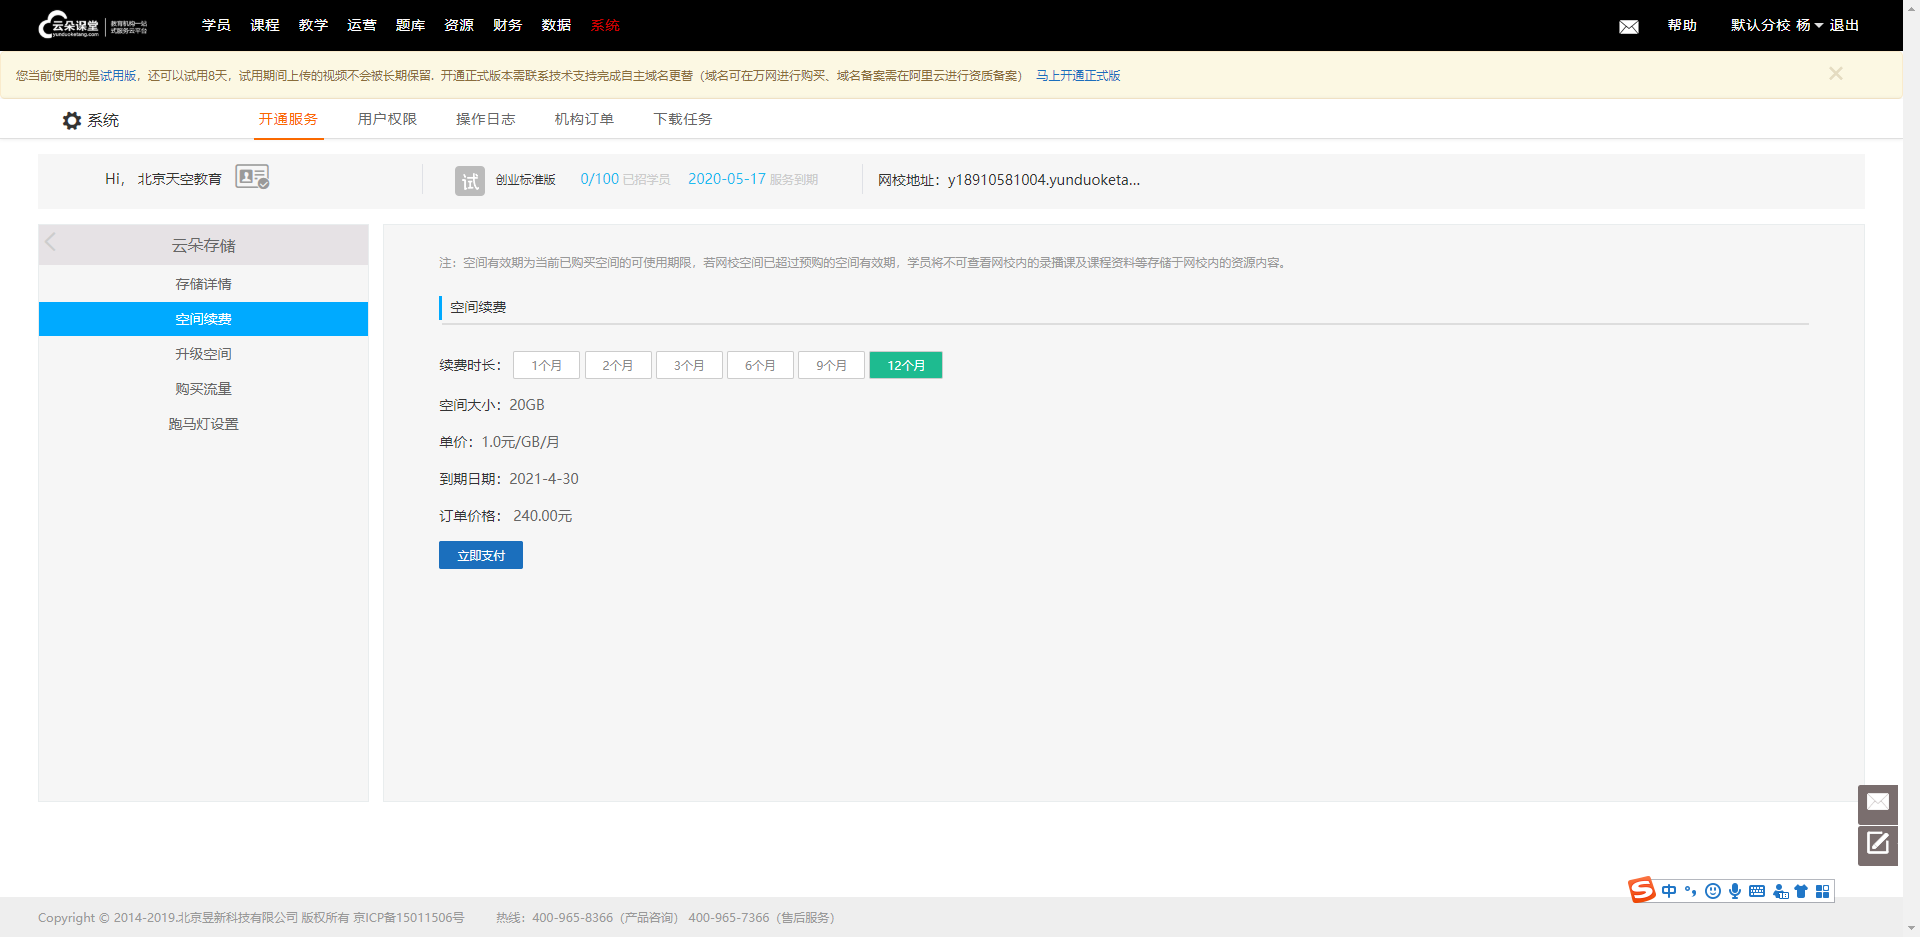 云朵课堂 yunduoketang.com 教育机构一站式服务云平台
学员 课程 教学 运营 题库 资源 财务 数据 系统 帮助 默认分校 杨 退出
您当前使用的是试用版，还可以试用8天，试用期间上传的视频不会被长期保留. 开通正式版本需联系技术支持完成自主域名更替（域名可在万网进行购买、域名备案需在阿里云进行资质备案） 马上开通正式版
系统 开通服务 用户权限 操作日志 机构订单 下载任务
Hi， 北京天空教育 试 创业标准版 0/100 已招学员 2020-05-17 服务到期 网校地址：y18910581004.yunduoketa...
云朵存储
存储详情
空间续费
升级空间
购买流量
跑马灯设置
注：空间有效期为当前已购买空间的可使用期限，若网校空间已超过预购的空间有效期，学员将不可查看网校内的录播课及课程资料等存储于网校内的资源内容。
空间续费
续费时长： 1个月 2个月 3个月 6个月 9个月 12个月
空间大小：20GB
单价：1.0元/GB/月
到期日期：2021-4-30
订单价格： 240.00元
立即支付
S 中
Copyright © 2014-2019.北京昱新科技有限公司 版权所有 京ICP备15011506号 热线：400-965-8366（产品咨询） 400-965-7366（售后服务）